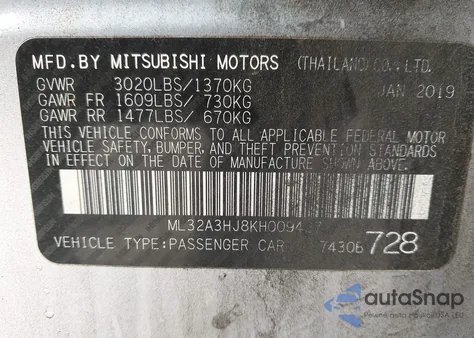 MFD.BY MITSUBISHI MOTORS (THAILAND)CO.,LTD.
GVWR 3020LBS/1370KG JAN 2019
GAWR FR 1609LBS/ 730KG
GAWR RR 1477LBS/ 670KG
THIS VEHICLE CONFORMS TO ALL APPLICABLE FEDERAL MOTOR
VEHICLE SAFETY, BUMPER, AND THEFT PREVENTION STANDARDS
IN EFFECT ON THE DATE OF MANUFACTURE SHOWN ABOVE.
VEHICLE TYPE:PASSENGER CAR 728
autoSnap